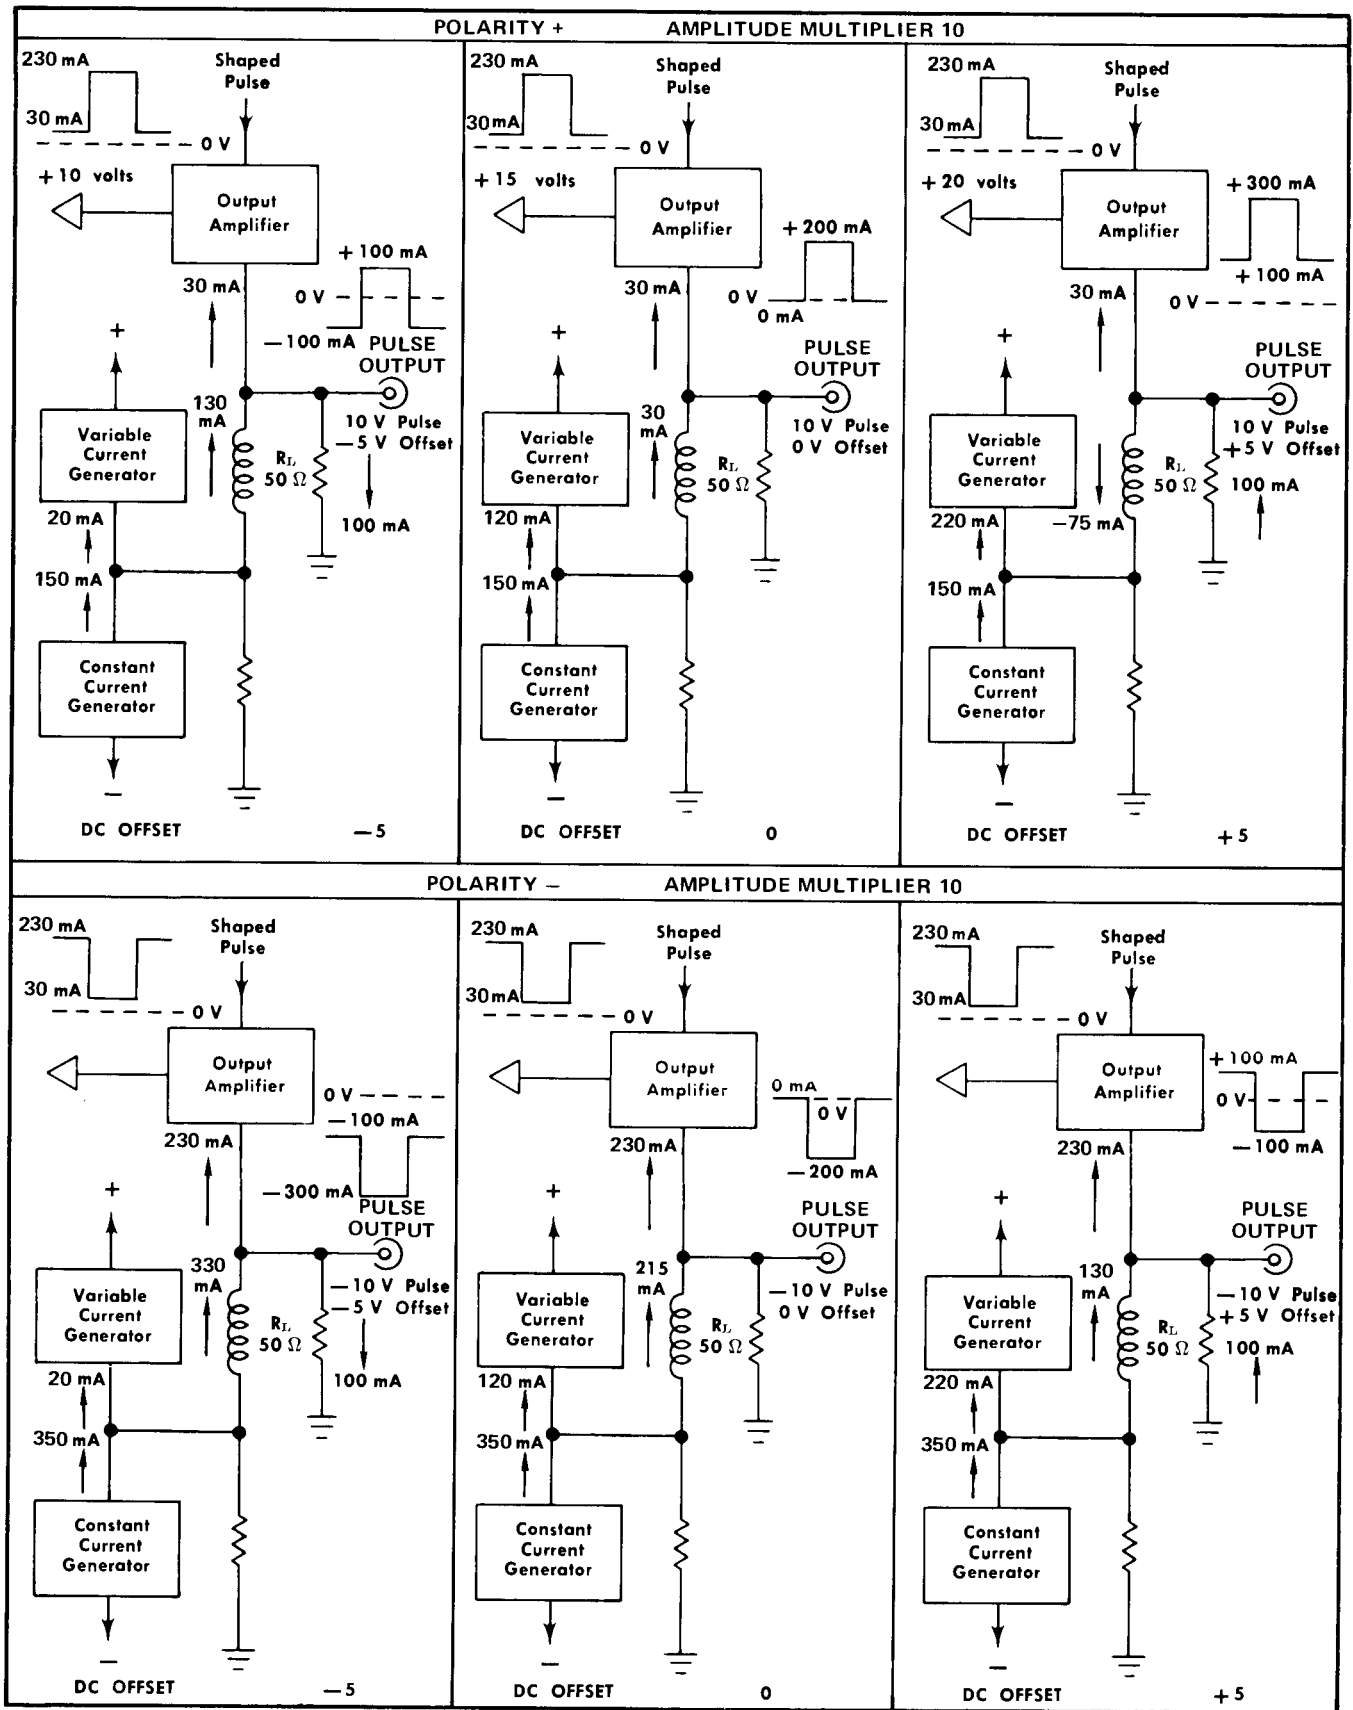 POLARITY + AMPLITUDE MULTIPLIER 10
230 mA
Shaped
Pulse
30 mA
0 V
+ 10 volts
Output
Amplifier
+ 100 mA
30 mA
0 V
— 100 mA
PULSE
OUTPUT
+
130
mA
10 V Pulse
— 5 V Offset
Variable
Current
Generator
RL
50 Ω
20 mA
100 mA
150 mA
Constant
Current
Generator
—
DC OFFSET — 5
230 mA
Shaped
Pulse
30 mA
0 V
+ 15 volts
Output
Amplifier
+ 200 mA
30 mA
0 V
0 mA
PULSE
OUTPUT
+
30
mA
10 V Pulse
0 V Offset
Variable
Current
Generator
RL
50 Ω
120 mA
150 mA
Constant
Current
Generator
—
DC OFFSET 0
230 mA
Shaped
Pulse
30 mA
0 V
+ 20 volts
+ 300 mA
Output
Amplifier
+ 100 mA
30 mA
0 V
PULSE
OUTPUT
+
10 V Pulse
+ 5 V Offset
Variable
Current
Generator
RL
50 Ω
100 mA
220 mA
— 75 mA
150 mA
Constant
Current
Generator
—
DC OFFSET + 5
POLARITY — AMPLITUDE MULTIPLIER 10
230 mA
Shaped
Pulse
30 mA
0 V
Output
Amplifier
0 V
— 100 mA
230 mA
— 300 mA
PULSE
OUTPUT
+
330
mA
— 10 V Pulse
— 5 V Offset
Variable
Current
Generator
RL
50 Ω
20 mA
100 mA
350 mA
Constant
Current
Generator
—
DC OFFSET — 5
230 mA
Shaped
Pulse
30 mA
0 V
Output
Amplifier
0 mA
0 V
230 mA
— 200 mA
PULSE
OUTPUT
+
215
mA
— 10 V Pulse
0 V Offset
Variable
Current
Generator
RL
50 Ω
120 mA
350 mA
Constant
Current
Generator
—
DC OFFSET 0
230 mA
Shaped
Pulse
30 mA
0 V
Output
Amplifier
+ 100 mA
0 V
230 mA
— 100 mA
PULSE
OUTPUT
+
130
mA
— 10 V Pulse
+ 5 V Offset
Variable
Current
Generator
RL
50 Ω
100 mA
220 mA
350 mA
Constant
Current
Generator
—
DC OFFSET + 5